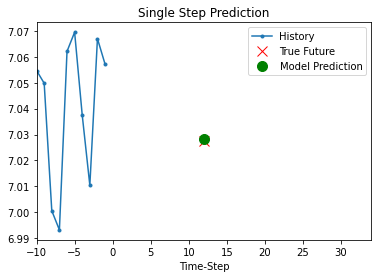 Single Step Prediction
7.07
7.06
7.05
7.04
7.03
7.02
7.01
7.00
6.99
History
True Future
Model Prediction
−10 −5 0 5 10 15 20 25 30
Time-Step